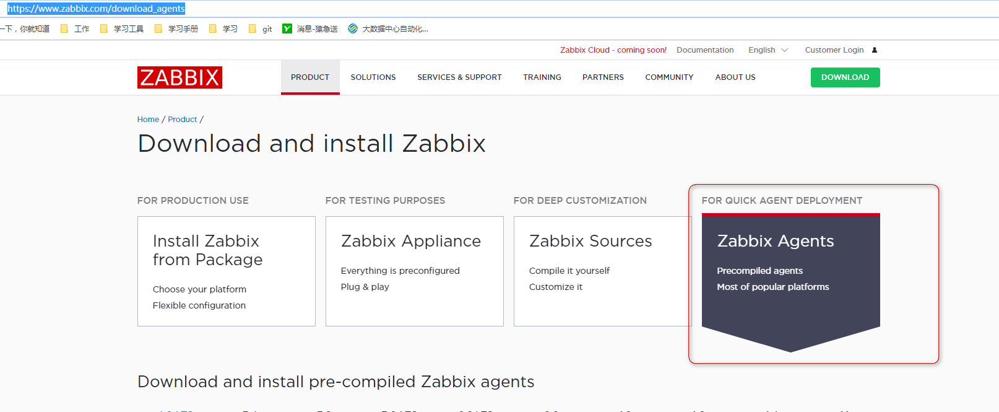 https://www.zabbix.com/download_agents
一下，你就知道 工作 学习工具 学习手册 学习 git 消息-猿急送 大数据中心自动化...
Zabbix Cloud - coming soon! Documentation English Customer Login
ZABBIX PRODUCT SOLUTIONS SERVICES & SUPPORT TRAINING PARTNERS COMMUNITY ABOUT US DOWNLOAD
Home / Product /
Download and install Zabbix
FOR PRODUCTION USE
Install Zabbix
from Package
Choose your platform
Flexible configuration
FOR TESTING PURPOSES
Zabbix Appliance
Everything is preconfigured
Plug & play
FOR DEEP CUSTOMIZATION
Zabbix Sources
Compile it yourself
Customize it
FOR QUICK AGENT DEPLOYMENT
Zabbix Agents
Precompiled agents
Most of popular platforms
Download and install pre-compiled Zabbix agents